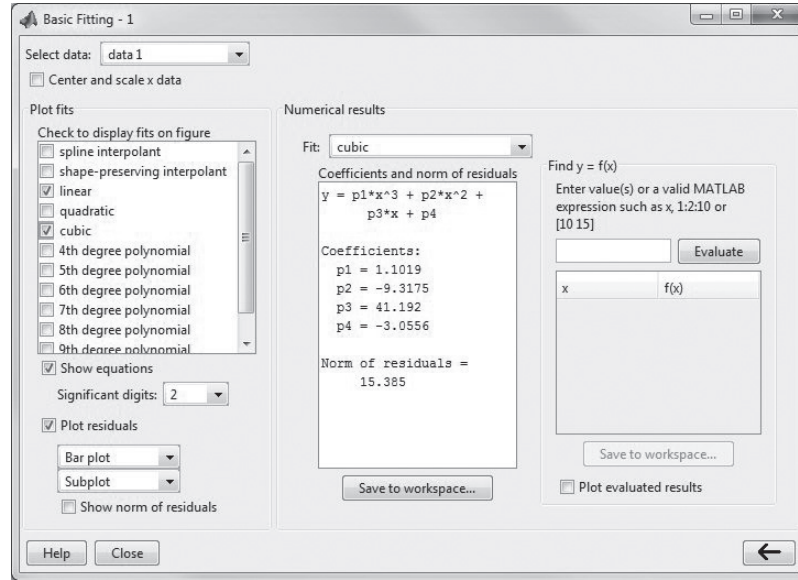 Basic Fitting - 1
Select data: data 1
Center and scale x data
Plot fits
Check to display fits on figure
spline interpolant
shape-preserving interpolant
linear
quadratic
cubic
4th degree polynomial
5th degree polynomial
6th degree polynomial
7th degree polynomial
8th degree polynomial
9th degree polynomial
Show equations
Significant digits: 2
Plot residuals
Bar plot
Subplot
Show norm of residuals
Numerical results
Fit: cubic
Coefficients and norm of residuals
y = p1*x^3 + p2*x^2 +
p3*x + p4
Coefficients:
p1 = 1.1019
p2 = -9.3175
p3 = 41.192
p4 = -3.0556
Norm of residuals =
15.385
Save to workspace...
Find y = f(x)
Enter value(s) or a valid MATLAB
expression such as x, 1:2:10 or
[10 15]
Evaluate
x f(x)
Save to workspace...
Plot evaluated results
Help Close